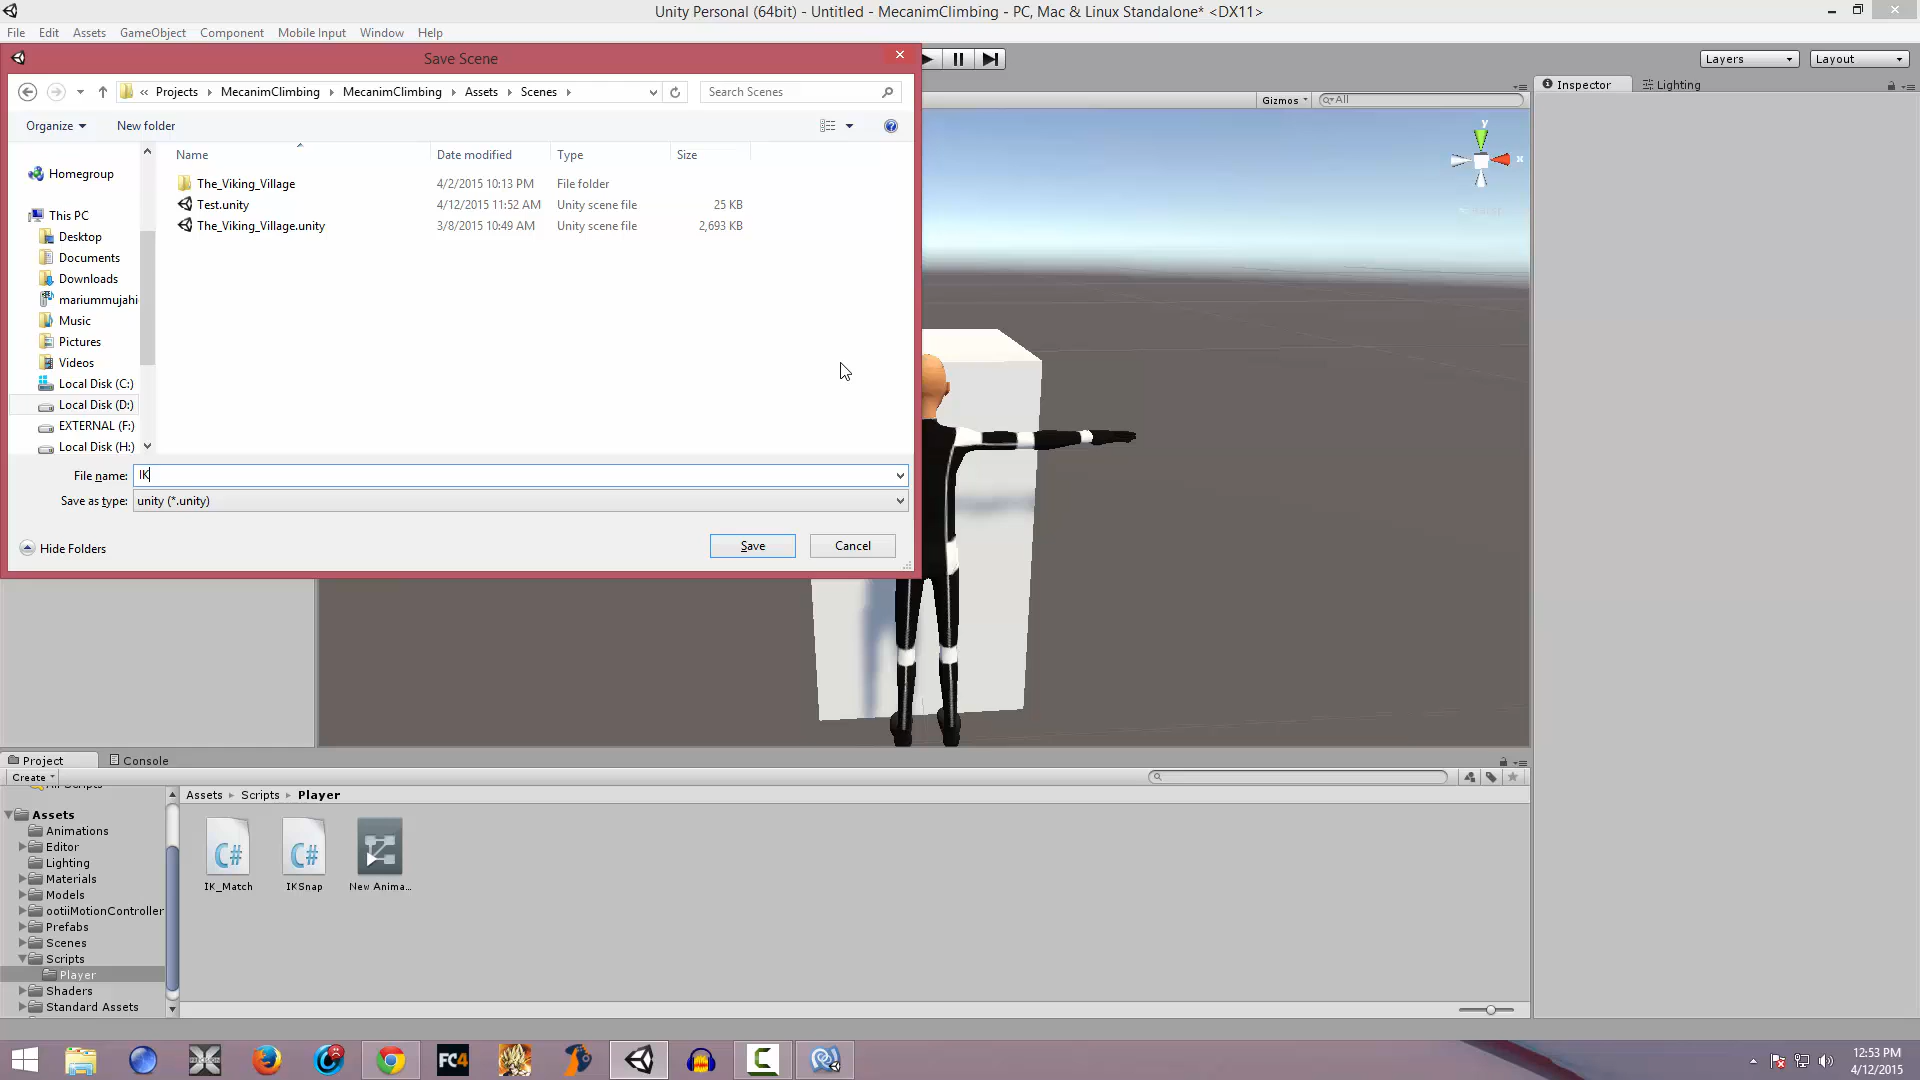 Unity Personal (64bit) - Untitled - MecanimClimbing - PC, Mac & Linux Standalone* <DX11>
File Edit Assets GameObject Component Mobile Input Window Help
Save Scene
Layers Layout
« Projects MecanimClimbing MecanimClimbing Assets Scenes Search Scenes
Inspector Lighting
Gizmos All
Organize New folder
y
x
Name Date modified Type Size
Homegroup
This PC
Desktop
Documents
Downloads
mariummujahi
Music
Pictures
Videos
Local Disk (C:)
Local Disk (D:)
EXTERNAL (F:)
Local Disk (H:)
The_Viking_Village 4/2/2015 10:13 PM File folder
Test.unity 4/12/2015 11:52 AM Unity scene file 25 KB
The_Viking_Village.unity 3/8/2015 10:49 AM Unity scene file 2,693 KB
File name: IK
Save as type: unity (*.unity)
Hide Folders Save Cancel
Project Console
Create
Assets
Animations
Editor
Lighting
Materials
Models
ootiiMotionController
Prefabs
Scenes
Scripts
Player
Shaders
Standard Assets
Assets Scripts Player
C# C#
IK_Match IKSnap New Anima...
FC4
C
12:53 PM
4/12/2015